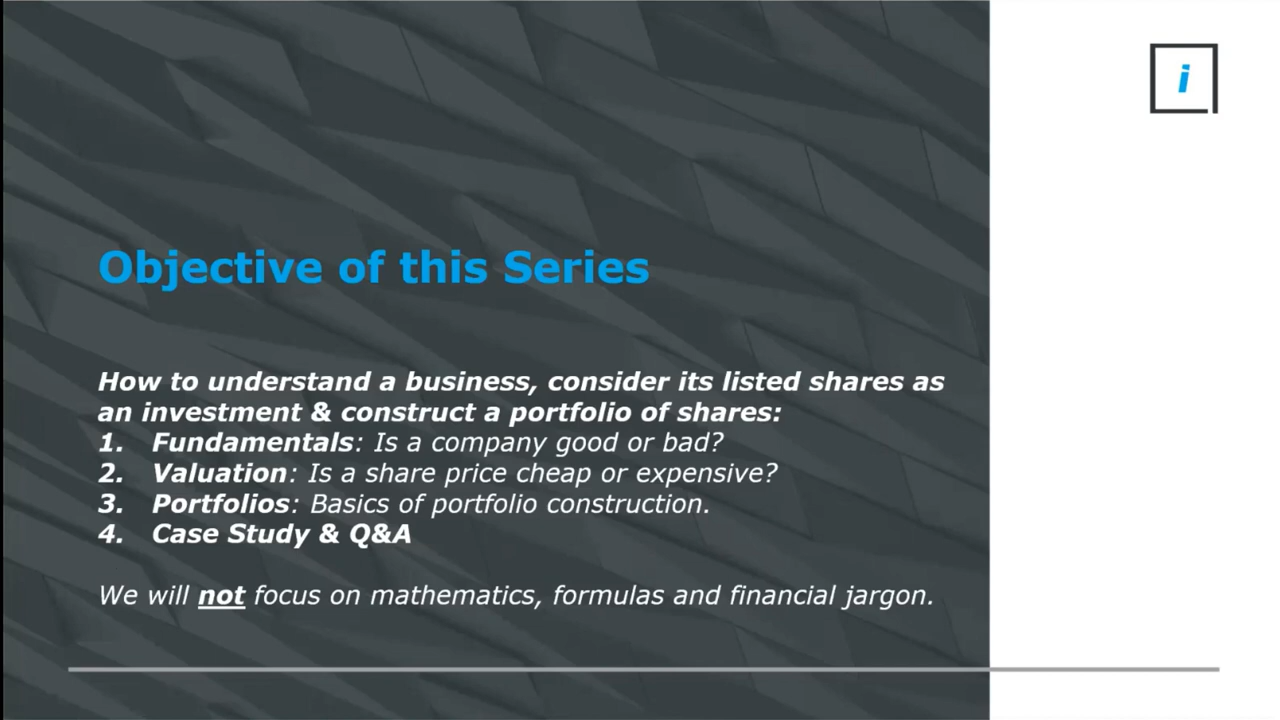 i
Objective of this Series
How to understand a business, consider its listed shares as
an investment & construct a portfolio of shares:
1. Fundamentals: Is a company good or bad?
2. Valuation: Is a share price cheap or expensive?
3. Portfolios: Basics of portfolio construction.
4. Case Study & Q&A
We will not focus on mathematics, formulas and financial jargon.